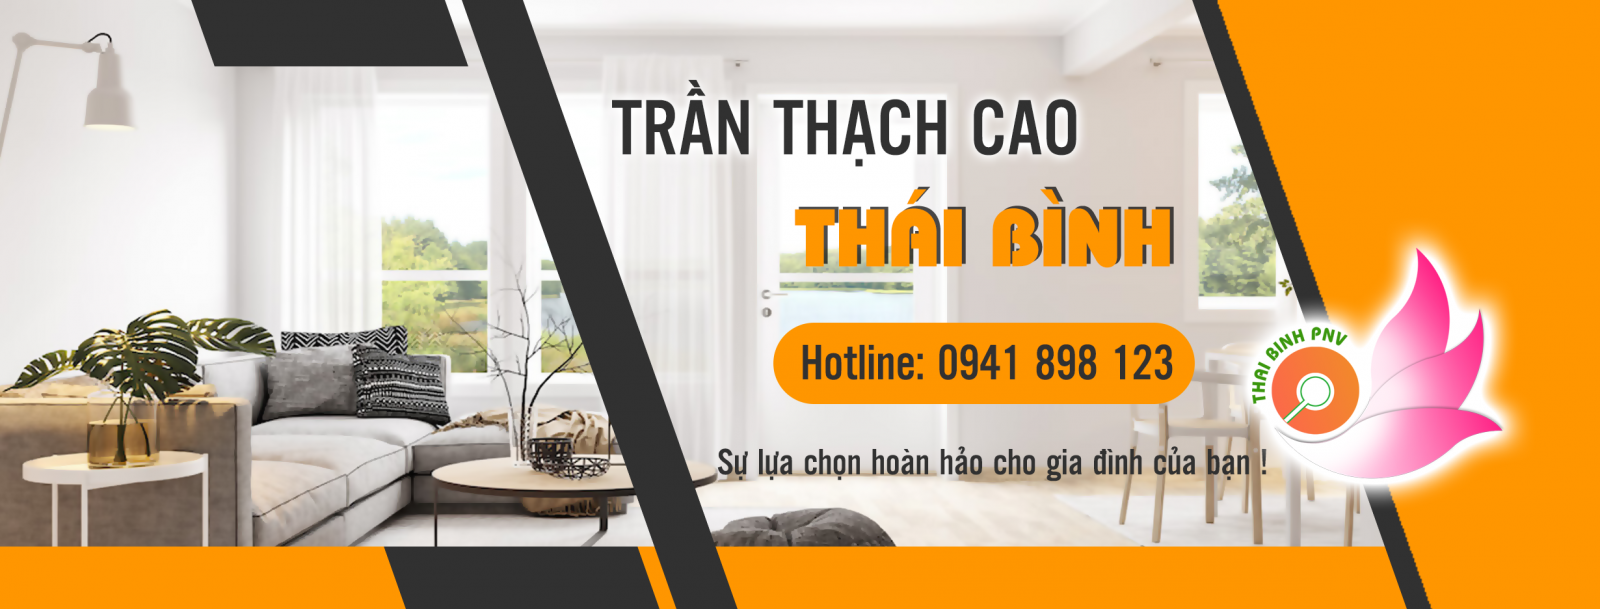 TRẦN THẠCH CAO
THÁI BÌNH
Hotline: 0941 898 123
Sự lựa chọn hoàn hảo cho gia đình của bạn !
THAI BINH PNV